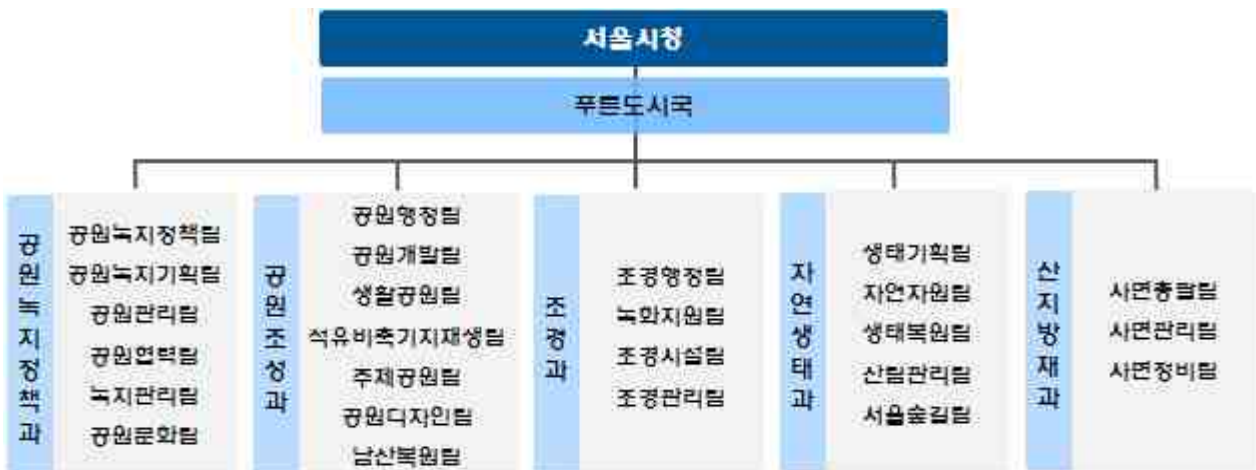 서울시청
푸른도시국
공원녹지정책과
공원녹지정책팀
공원녹지기획팀
공원관리팀
공원협력팀
녹지관리팀
공원문화팀
공원조성과
공원행정팀
공원개발팀
생활공원팀
석유비축기지재생팀
주제공원팀
공원디자인팀
남산복원팀
조경과
조경행정팀
녹화지원팀
조경시설팀
조경관리팀
자연생태과
생태기획팀
자연자원팀
생태복원팀
산림관리팀
서울숲길팀
산지방재과
사면총괄팀
사면관리팀
사면정비팀